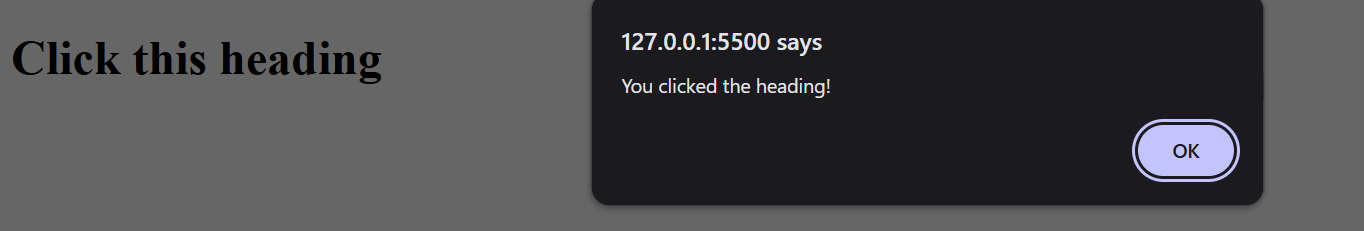 Click this heading
127.0.0.1:5500 says
You clicked the heading!
OK